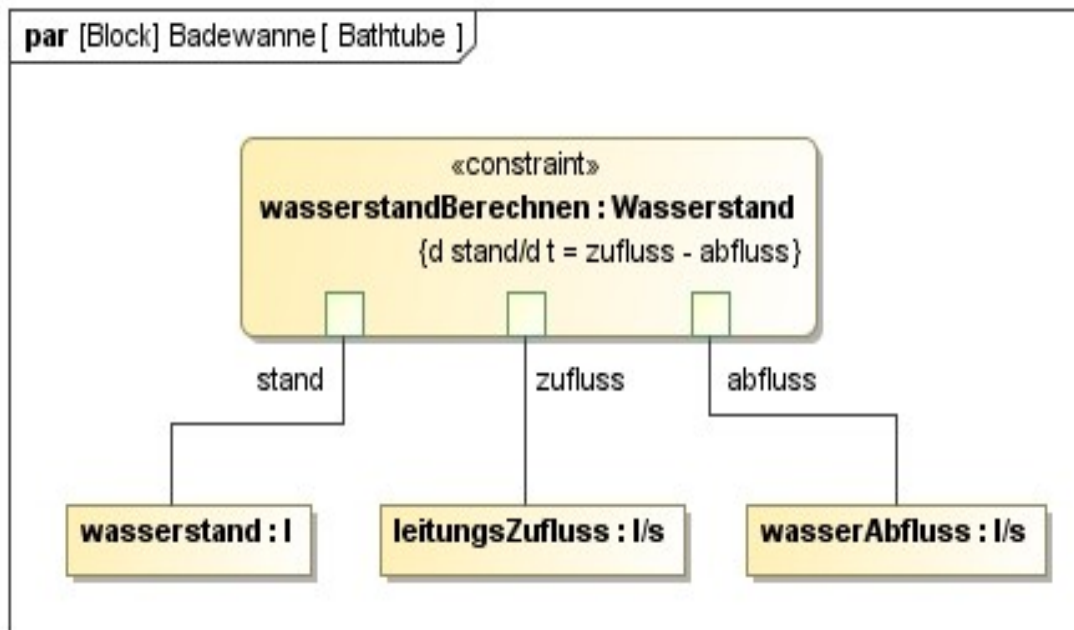 par [Block] Badewanne[ Bathtube ]
«constraint»
wasserstandBerechnen : Wasserstand
{d stand/d t = zufluss - abfluss}
stand
zufluss
abfluss
wasserstand : l
leitungsZufluss : l/s
wasserAbfluss : l/s